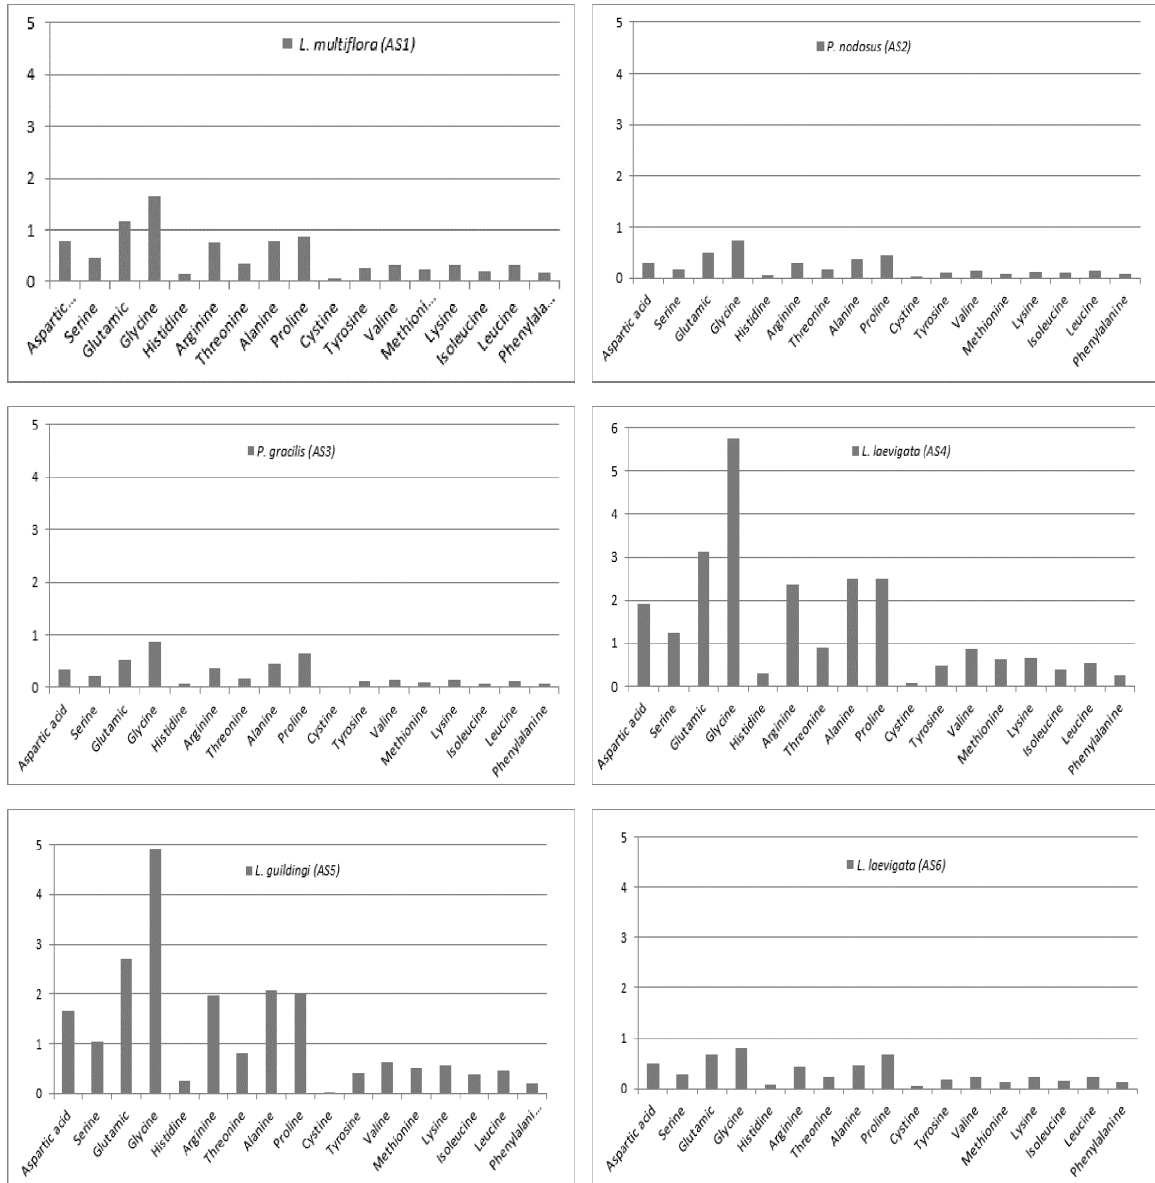 5
4
3
2
1
0
L. multiflora (AS1)
Aspartic...
Serine
Glutamic
Glycine
Histidine
Arginine
Threonine
Alanine
Proline
Cystine
Tyrosine
Valine
Methioni...
Lysine
Isoleucine
Leucine
Phenylala...
5
4
3
2
1
0
P. nodosus (AS2)
Aspartic acid
Serine
Glutamic
Glycine
Histidine
Arginine
Threonine
Alanine
Proline
Cystine
Tyrosine
Valine
Methionine
Lysine
Isoleucine
Leucine
Phenylalanine
5
4
3
2
1
0
P. gracilis (AS3)
Aspartic acid
Serine
Glutamic
Glycine
Histidine
Arginine
Threonine
Alanine
Proline
Cystine
Tyrosine
Valine
Methionine
Lysine
Isoleucine
Leucine
Phenylalanine
6
5
4
3
2
1
0
L. laevigata (AS4)
Aspartic acid
Serine
Glutamic
Glycine
Histidine
Arginine
Threonine
Alanine
Proline
Cystine
Tyrosine
Valine
Methionine
Lysine
Isoleucine
Leucine
Phenylalanine
5
4
3
2
1
0
L. guildingi (AS5)
Aspartic acid
Serine
Glutamic
Glycine
Histidine
Arginine
Threonine
Alanine
Proline
Cystine
Tyrosine
Valine
Methionine
Lysine
Isoleucine
Leucine
Phenylalani...
5
4
3
2
1
0
L. laevigata (AS6)
Aspartic acid
Serine
Glutamic
Glycine
Histidine
Arginine
Threonine
Alanine
Proline
Cystine
Tyrosine
Valine
Methionine
Lysine
Isoleucine
Leucine
Phenylalanine